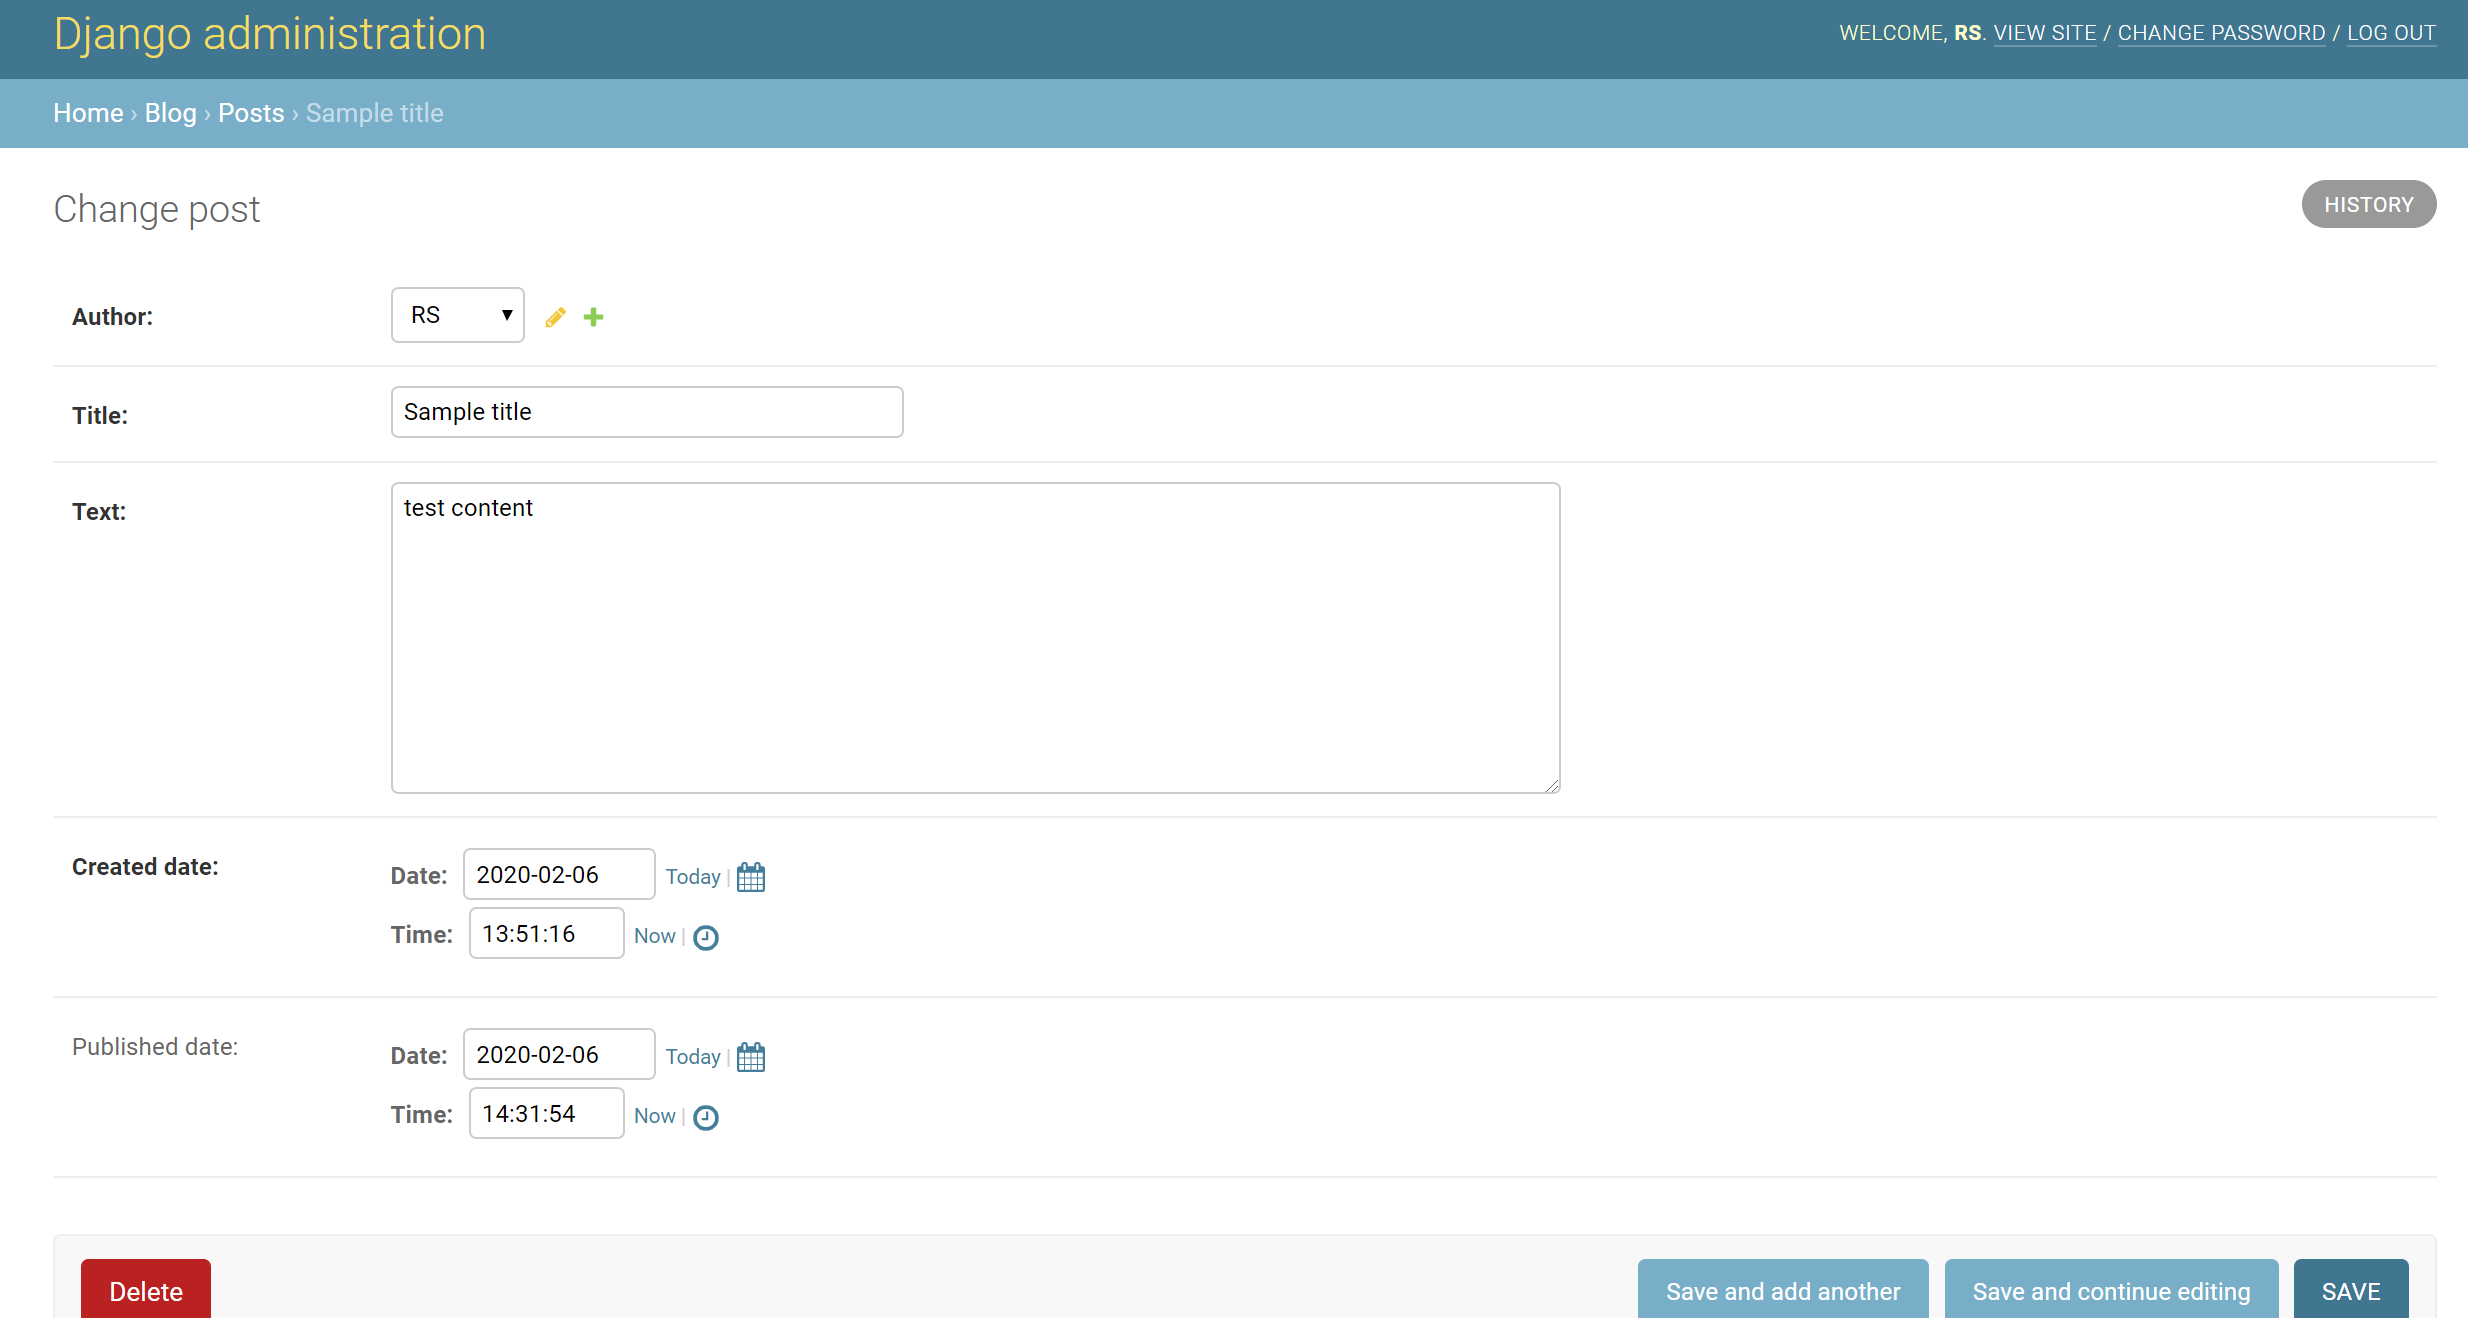 Django administration
WELCOME, RS. VIEW SITE / CHANGE PASSWORD / LOG OUT
Home › Blog › Posts › Sample title
Change post
HISTORY
Author: RS
Title: Sample title
Text: test content
Created date: Date: 2020-02-06 Today |
Time: 13:51:16 Now |
Published date: Date: 2020-02-06 Today |
Time: 14:31:54 Now |
Delete Save and add another Save and continue editing SAVE